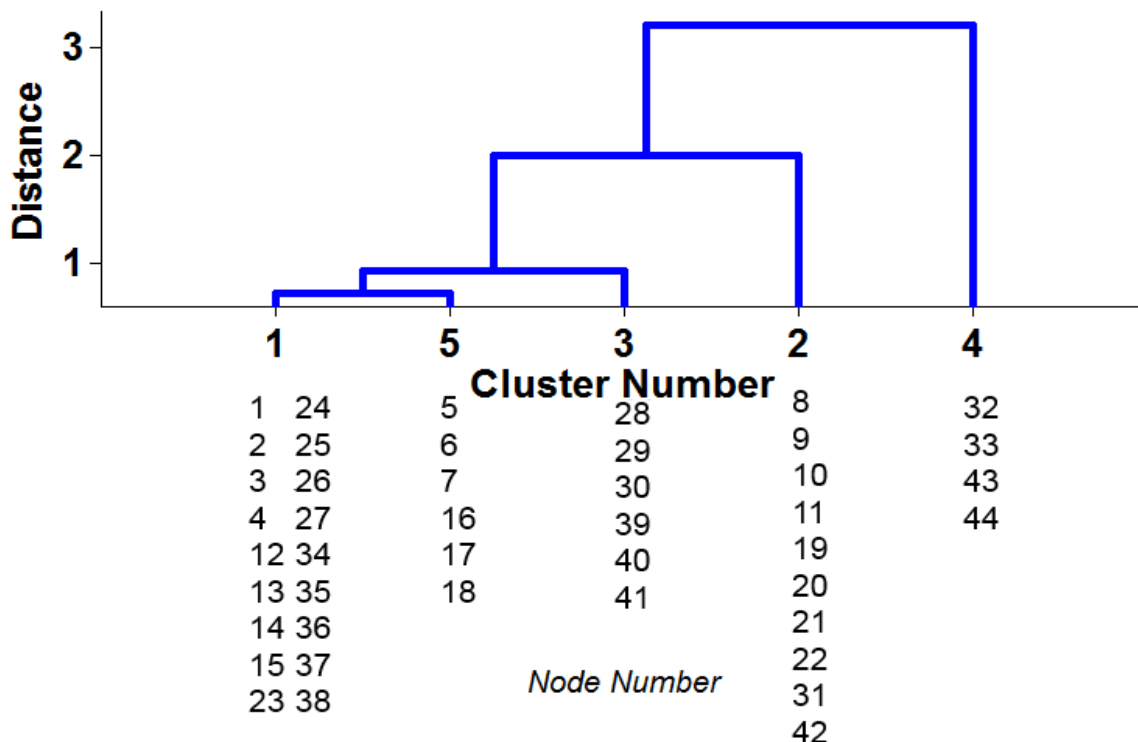 3
2
1
Distance
1 5 3 2 4
Cluster Number
1 24 5 28 8 32
2 25 6 29 9 33
3 26 7 30 10 43
4 27 16 39 11 44
12 34 17 40 19
13 35 18 41 20
14 36 21
15 37 22
23 38 31
42
Node Number